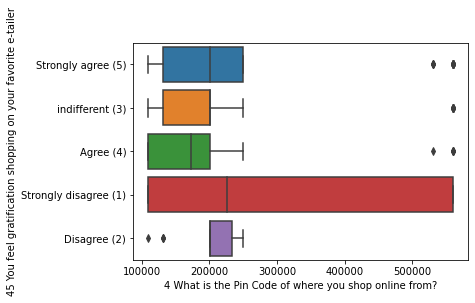 45 You feel gratification shopping on your favorite e-tailer
Strongly agree (5)
indifferent (3)
Agree (4)
Strongly disagree (1)
Disagree (2)
100000 200000 300000 400000 500000
4 What is the Pin Code of where you shop online from?